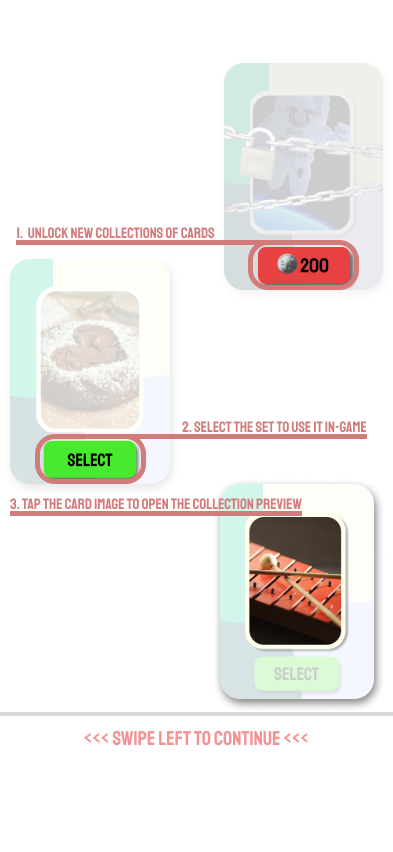 1. UNLOCK NEW COLLECTIONS OF CARDS
200
2. SELECT THE SET TO USE IT IN-GAME
SELECT
3. TAP THE CARD IMAGE TO OPEN THE COLLECTION PREVIEW
SELECT
<<< SWIPE LEFT TO CONTINUE <<<